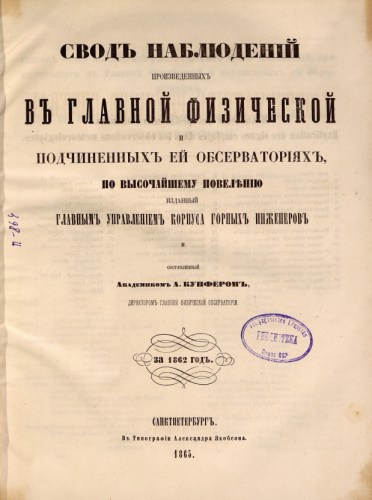 СВОДЪ НАБЛЮДЕНІЙ
ПРОИЗВЕДЕННЫХЪ
ВЪ ГЛАВНОЙ ФИЗИЧЕСКОЙ
И
ПОДЧИНЕННЫХЪ ЕЙ ОБСЕРВАТОРІЯХЪ,
ПО ВЫСОЧАЙШЕМУ ПОВЕЛѢНІЮ
ИЗДАННЫЙ
ГЛАВНЫМЪ УПРАВЛЕНІЕМЪ КОРПУСА ГОРНЫХЪ ИНЖЕНЕРОВЪ
И
СОСТАВЛЕННЫЙ
Академикомъ А. КУПФЕРОМЪ,
ДИРЕКТОРОМЪ ГЛАВНОЙ ФИЗИЧЕСКОЙ ОБСЕРВАТОРІИ.
ЗА 1862 ГОДЪ.
САНКТПЕТЕРБУРГЪ.
Въ Типографіи Александра Якобсона.
1865.
БИБЛІОТЕКА